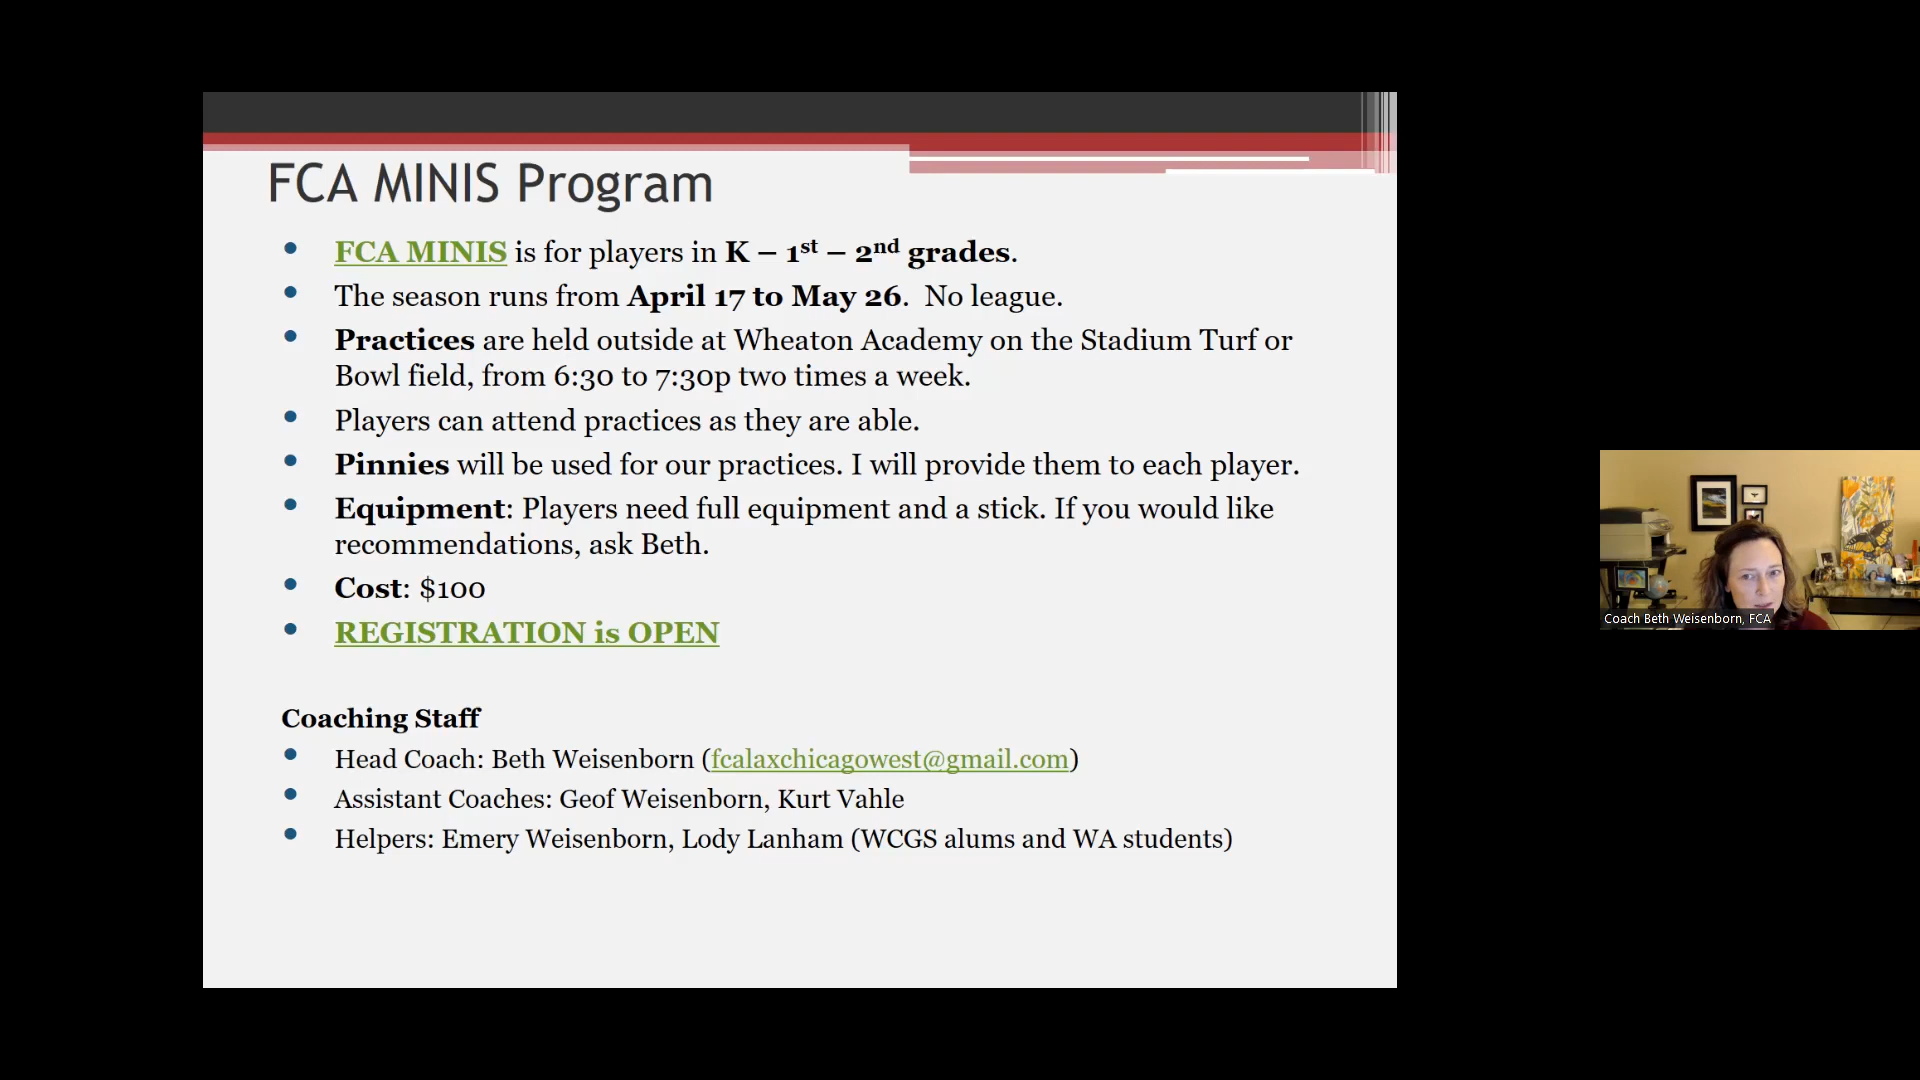 FCA MINIS Program
• FCA MINIS is for players in K – 1st – 2nd grades.
• The season runs from April 17 to May 26.  No league.
• Practices are held outside at Wheaton Academy on the Stadium Turf or
Bowl field, from 6:30 to 7:30p two times a week.
• Players can attend practices as they are able.
• Pinnies will be used for our practices. I will provide them to each player.
• Equipment: Players need full equipment and a stick. If you would like
recommendations, ask Beth.
• Cost: $100
• REGISTRATION is OPEN
Coaching Staff
• Head Coach: Beth Weisenborn (fcalaxchicagowest@gmail.com)
• Assistant Coaches: Geof Weisenborn, Kurt Vahle
• Helpers: Emery Weisenborn, Lody Lanham (WCGS alums and WA students)
Coach Beth Weisenborn, FCA